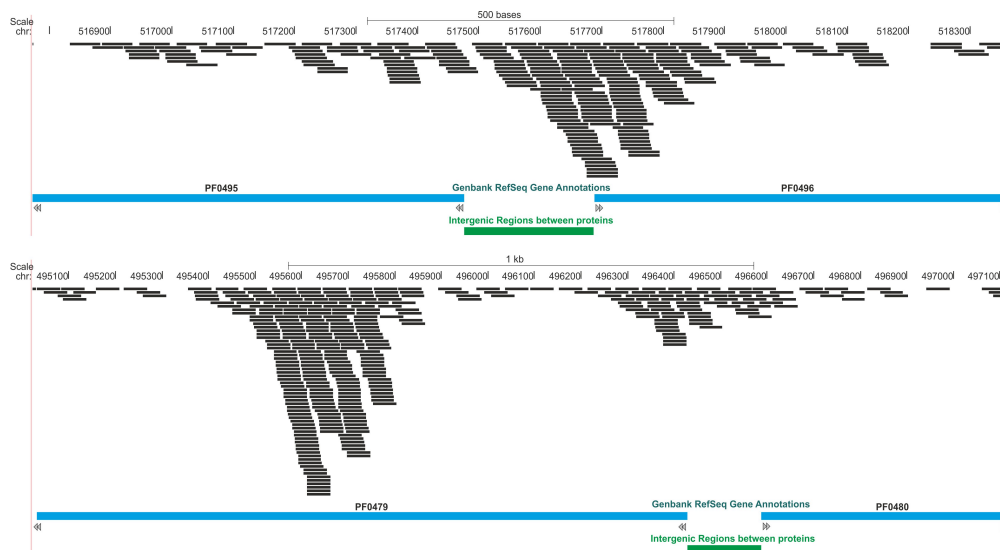 Scale
500 bases
chr:
516900 517000 517100 517200 517300 517400 517500 517600 517700 517800 517900 518000 518100 518200 518300
PF0495
Genbank RefSeq Gene Annotations
PF0496
Intergenic Regions between proteins
Scale
1 kb
chr:
495100 495200 495300 495400 495500 495600 495700 495800 495900 496000 496100 496200 496300 496400 496500 496600 496700 496800 496900 497000 497100
PF0479
Genbank RefSeq Gene Annotations
PF0480
Intergenic Regions between proteins